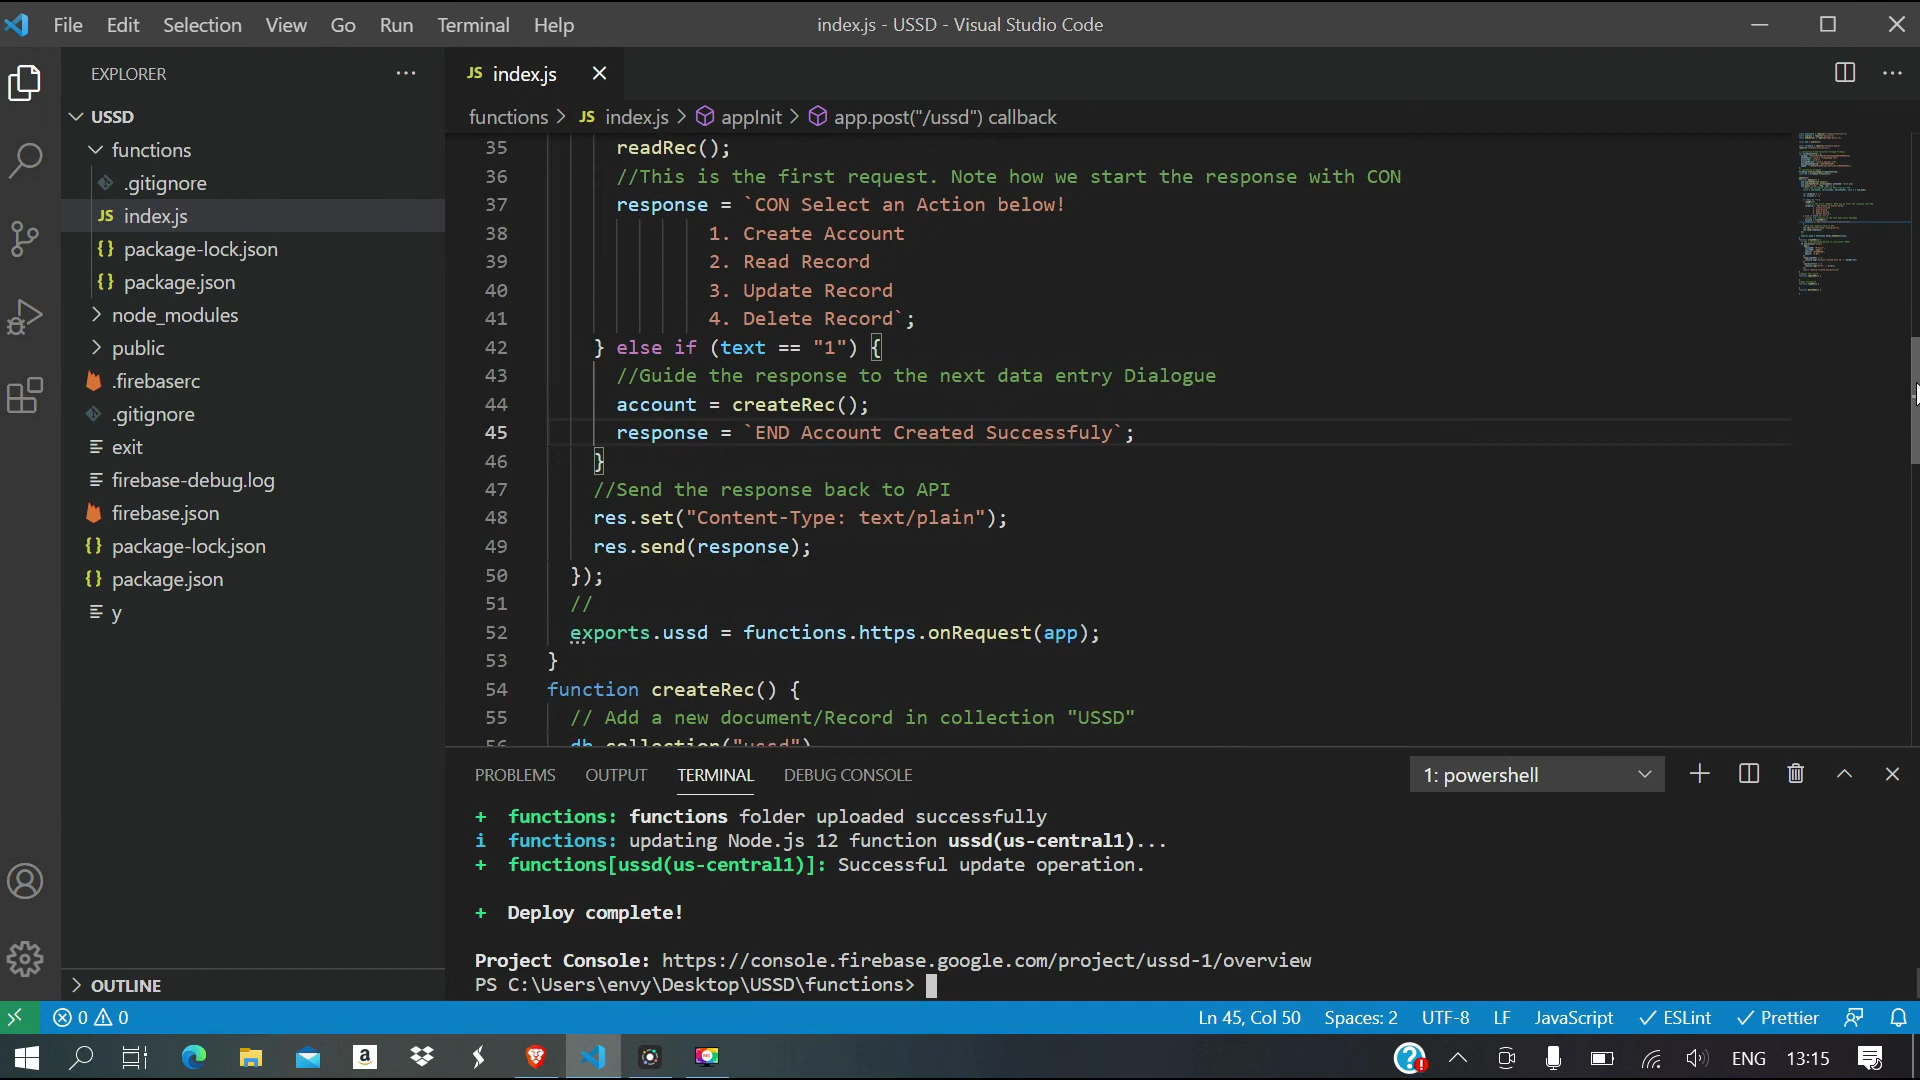 File Edit Selection View Go Run Terminal Help
index.js - USSD - Visual Studio Code
EXPLORER
USSD
functions
.gitignore
JS index.js
{} package-lock.json
{} package.json
node_modules
public
.firebaserc
.gitignore
exit
firebase-debug.log
firebase.json
{} package-lock.json
{} package.json
y
OUTLINE
JS index.js
functions > JS index.js > appInit > app.post("/ussd") callback
35 readRec();
36 //This is the first request. Note how we start the response with CON
37 response = `CON Select an Action below!
38 1. Create Account
39 2. Read Record
40 3. Update Record
41 4. Delete Record`;
42 } else if (text == "1") {
43 //Guide the response to the next data entry Dialogue
44 account = createRec();
45 response = `END Account Created Successfuly`;
46 }
47 //Send the response back to API
48 res.set("Content-Type: text/plain");
49 res.send(response);
50 });
51 //
52 exports.ussd = functions.https.onRequest(app);
53 }
54 function createRec() {
55 // Add a new document/Record in collection "USSD"
56 db.collection("ussd")
PROBLEMS OUTPUT TERMINAL DEBUG CONSOLE
1: powershell
+ functions: functions folder uploaded successfully
i functions: updating Node.js 12 function ussd(us-central1)...
+ functions[ussd(us-central1)]: Successful update operation.
+ Deploy complete!
Project Console: https://console.firebase.google.com/project/ussd-1/overview
PS C:\Users\envy\Desktop\USSD\functions>
0 0
Ln 45, Col 50 Spaces: 2 UTF-8 LF JavaScript ESLint Prettier
ENG 13:15